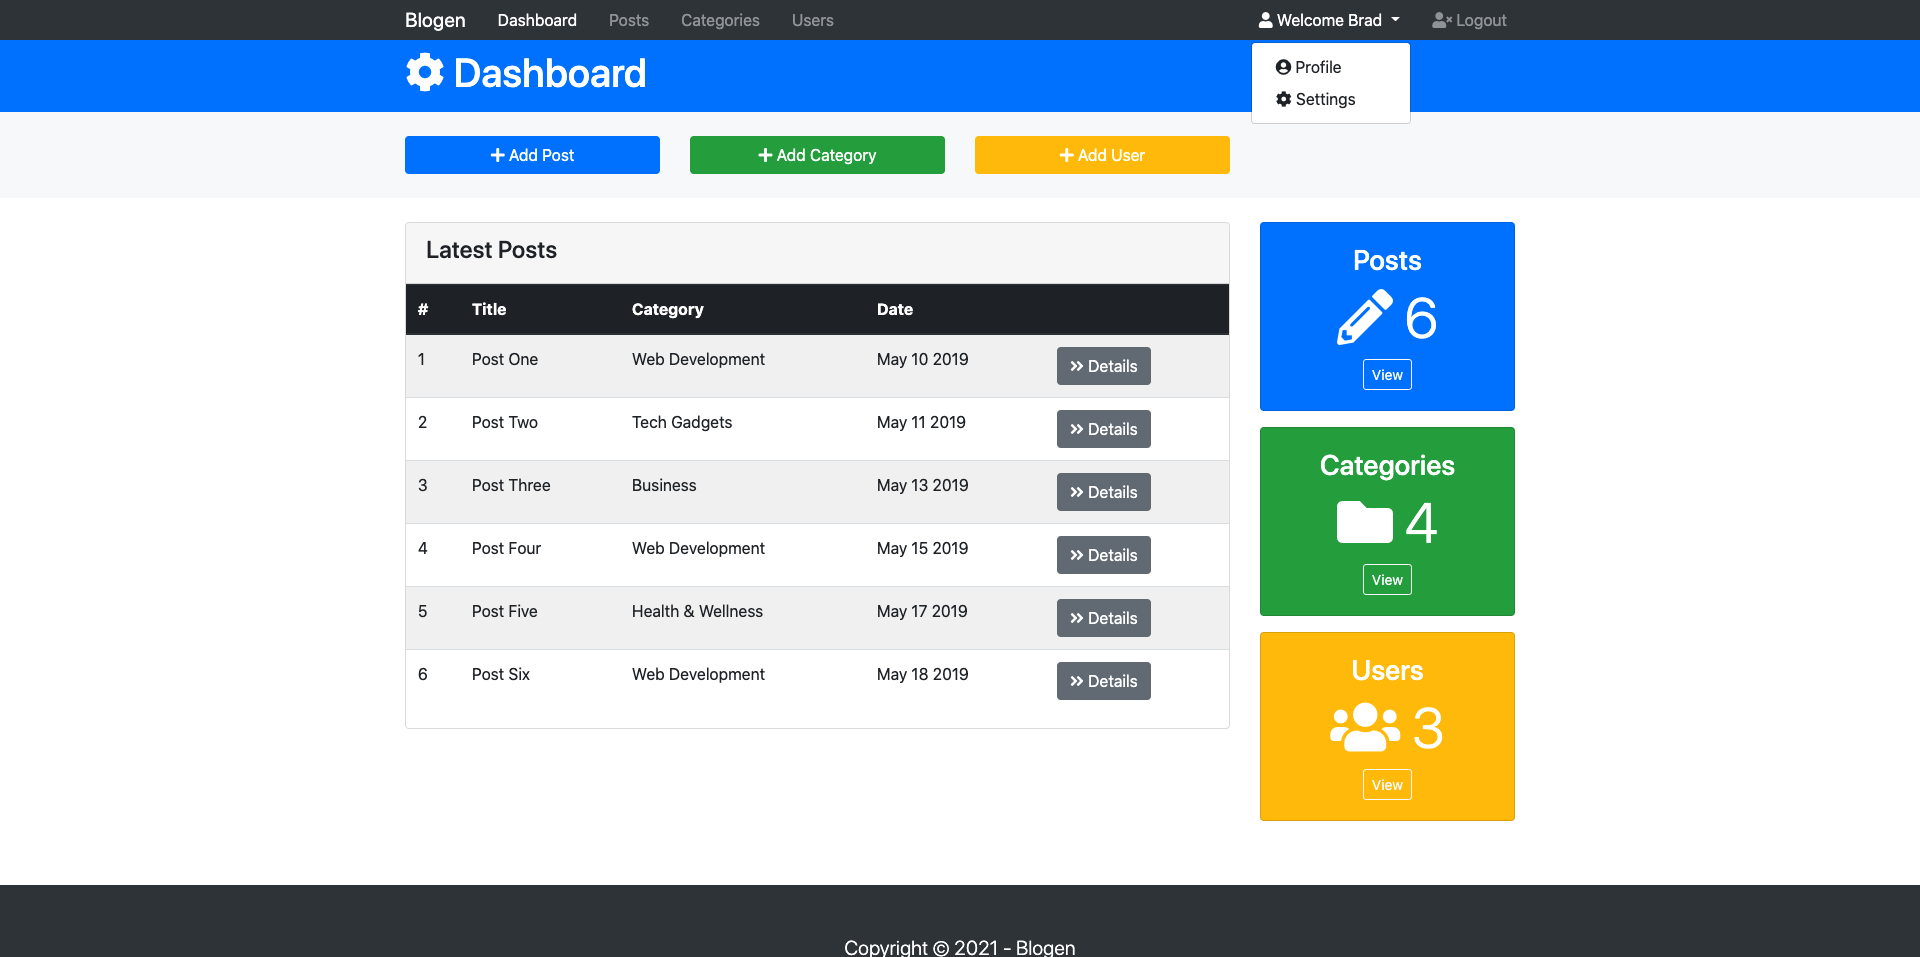 Blogen Dashboard Posts Categories Users Welcome Brad Logout
Profile
Settings
Dashboard
Add Post Add Category Add User
Latest Posts
# Title Category Date
1 Post One Web Development May 10 2019 Details
2 Post Two Tech Gadgets May 11 2019 Details
3 Post Three Business May 13 2019 Details
4 Post Four Web Development May 15 2019 Details
5 Post Five Health & Wellness May 17 2019 Details
6 Post Six Web Development May 18 2019 Details
Posts
6
View
Categories
4
View
Users
3
View
Copyright © 2021 - Blogen